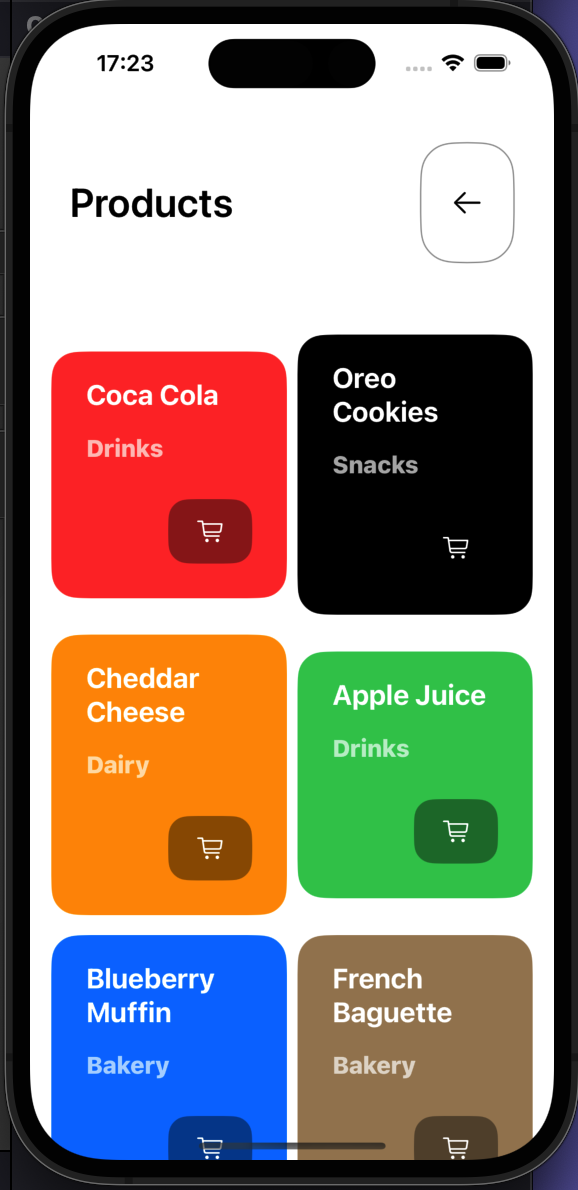 17:23
Products
Coca Cola
Drinks
Oreo
Cookies
Snacks
Cheddar
Cheese
Dairy
Apple Juice
Drinks
Blueberry
Muffin
Bakery
French
Baguette
Bakery